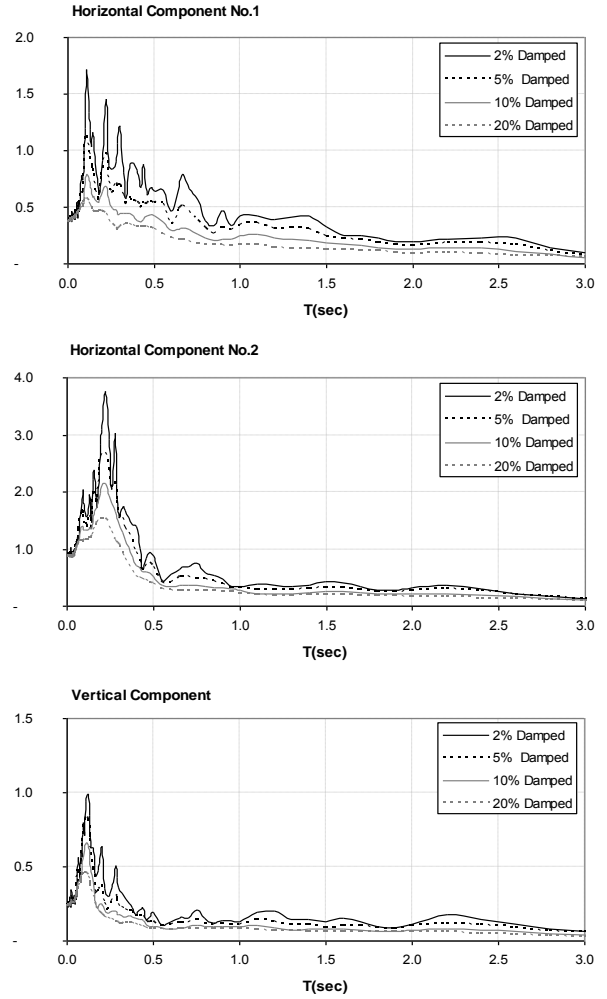 Horizontal Component No.1
2.0
2% Damped
5% Damped
10% Damped
20% Damped
1.5
1.0
0.5
-
0.0 0.5 1.0 1.5 2.0 2.5 3.0
T(sec)
Horizontal Component No.2
4.0
2% Damped
5% Damped
10% Damped
20% Damped
3.0
2.0
1.0
-
0.0 0.5 1.0 1.5 2.0 2.5 3.0
T(sec)
Vertical Component
1.5
2% Damped
5% Damped
10% Damped
20% Damped
1.0
0.5
-
0.0 0.5 1.0 1.5 2.0 2.5 3.0
T(sec)